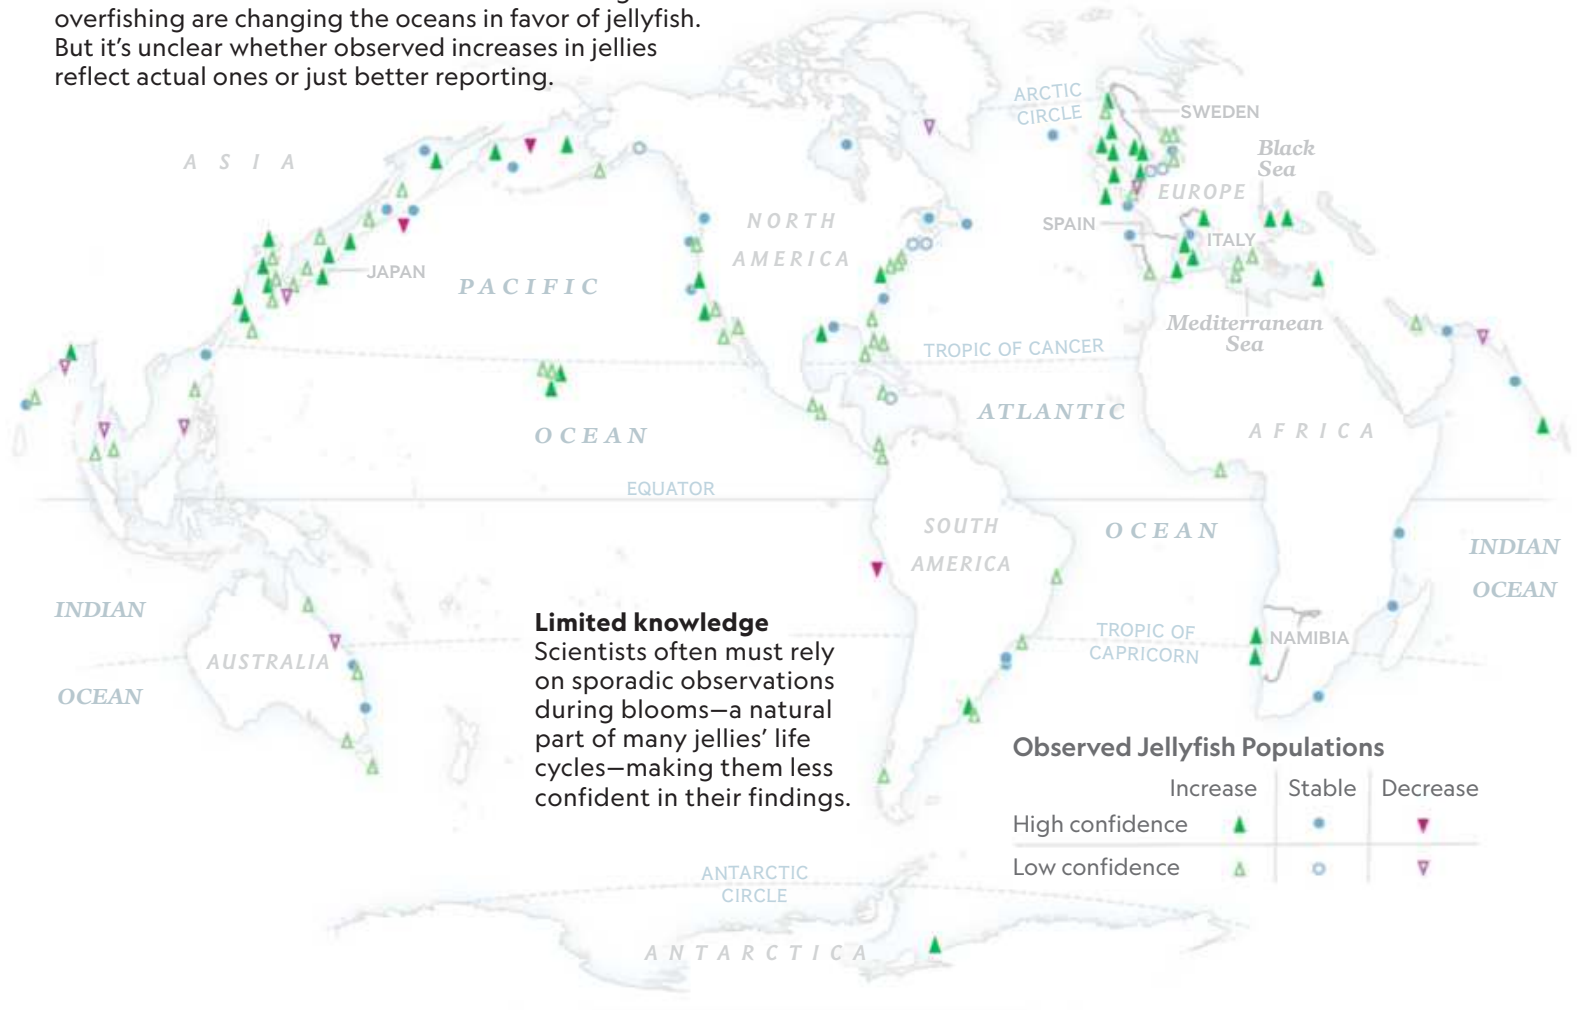 overfishing are changing the oceans in favor of jellyfish.
But it's unclear whether observed increases in jellies
reflect actual ones or just better reporting.
ARCTIC
CIRCLE
SWEDEN
Black
Sea
ASIA
EUROPE
NORTH
AMERICA
SPAIN
ITALY
JAPAN
PACIFIC
Mediterranean
Sea
TROPIC OF CANCER
ATLANTIC
AFRICA
OCEAN
EQUATOR
SOUTH
AMERICA
OCEAN
INDIAN
OCEAN
INDIAN
OCEAN
AUSTRALIA
Limited knowledge
Scientists often must rely
on sporadic observations
during blooms—a natural
part of many jellies' life
cycles—making them less
confident in their findings.
TROPIC OF
CAPRICORN
NAMIBIA
Observed Jellyfish Populations
Increase Stable Decrease
High confidence
Low confidence
ANTARCTIC
CIRCLE
ANTARCTICA